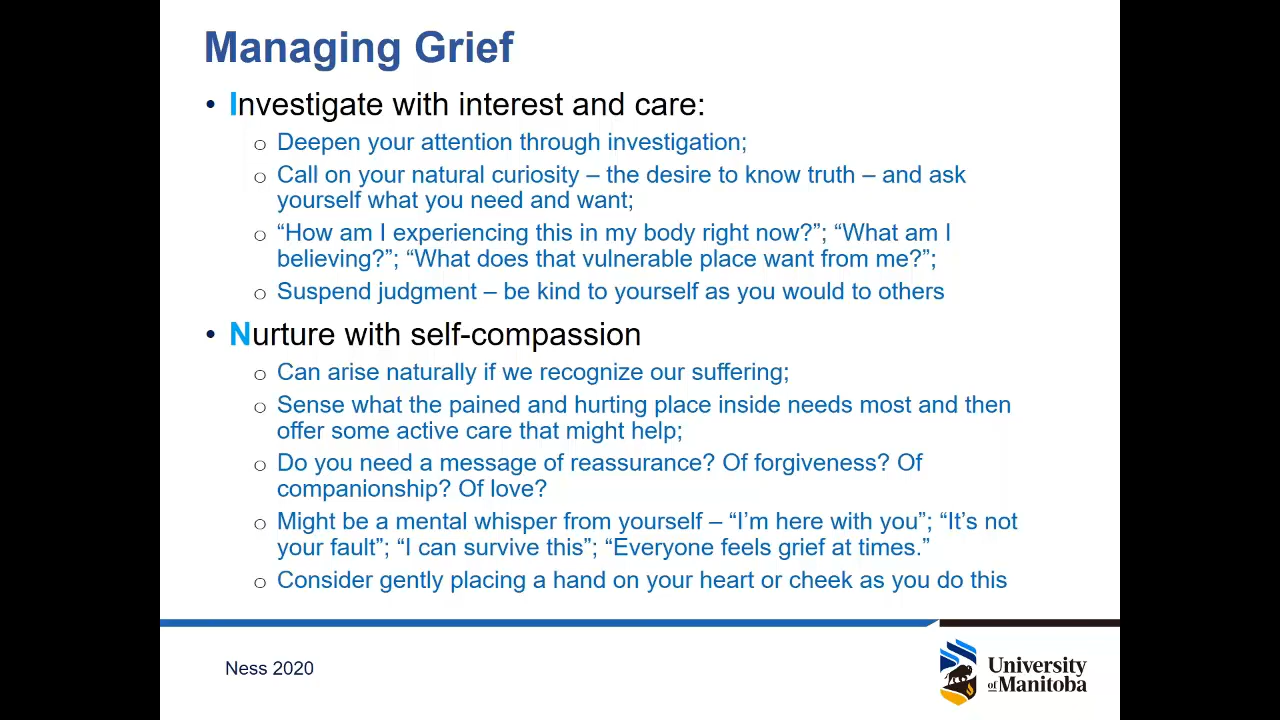 Managing Grief
• Investigate with interest and care:
o Deepen your attention through investigation;
o Call on your natural curiosity – the desire to know truth – and ask
yourself what you need and want;
o “How am I experiencing this in my body right now?”; “What am I
believing?”; “What does that vulnerable place want from me?”;
o Suspend judgment – be kind to yourself as you would to others
• Nurture with self-compassion
o Can arise naturally if we recognize our suffering;
o Sense what the pained and hurting place inside needs most and then
offer some active care that might help;
o Do you need a message of reassurance? Of forgiveness? Of
companionship? Of love?
o Might be a mental whisper from yourself – “I’m here with you”; “It’s not
your fault”; “I can survive this”; “Everyone feels grief at times.”
o Consider gently placing a hand on your heart or cheek as you do this
Ness 2020
University
of Manitoba